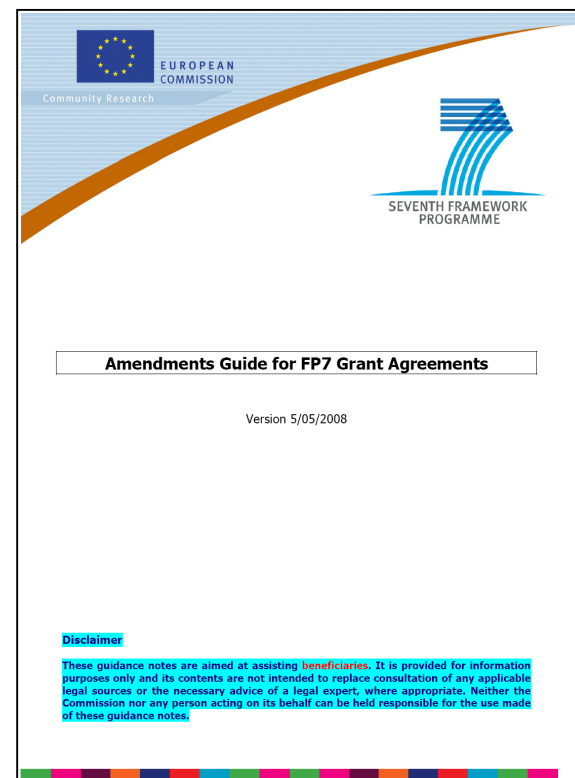 EUROPEAN
COMMISSION
Community Research
SEVENTH FRAMEWORK
PROGRAMME
Amendments Guide for FP7 Grant Agreements
Version 5/05/2008
Disclaimer
These guidance notes are aimed at assisting beneficiaries. It is provided for information
purposes only and its contents are not intended to replace consultation of any applicable
legal sources or the necessary advice of a legal expert, where appropriate. Neither the
Commission nor any person acting on its behalf can be held responsible for the use made
of these guidance notes.